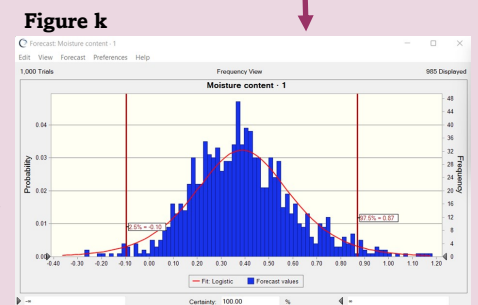 Figure k
Forecast: Moisture content - 1
Edit View Forecast Preferences Help
1,000 Trials Frequency View 985 Displayed
Moisture content - 1
Probability
0.04
0.03
0.02
0.01
0.00
2.5% = -0.10
97.5% = 0.87
48
44
40
36
32
28
24
20
16
12
8
4
0
Frequency
-0.40 -0.30 -0.20 -0.10 0.00 0.10 0.20 0.30 0.40 0.50 0.60 0.70 0.80 0.90 1.00 1.10 1.20
Fit: Logistic Forecast values
Certainty: 100.00 %